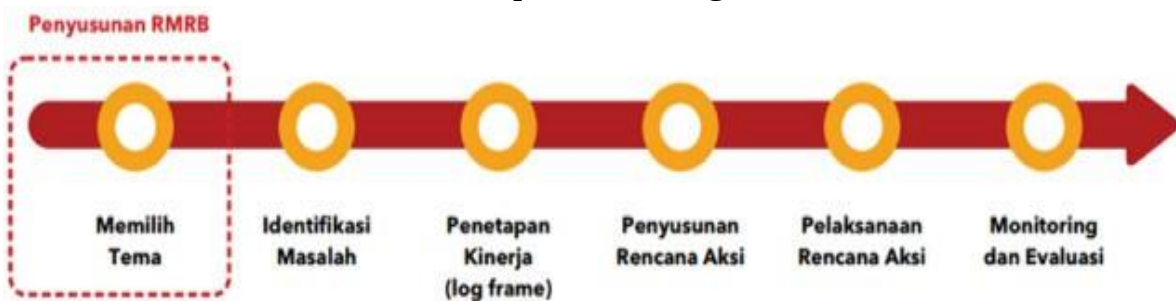 Penyusunan RMRB
Memilih
Tema
Identifikasi
Masalah
Penetapan
Kinerja
(log frame)
Penyusunan
Rencana Aksi
Pelaksanaan
Rencana Aksi
Monitoring
dan Evaluasi